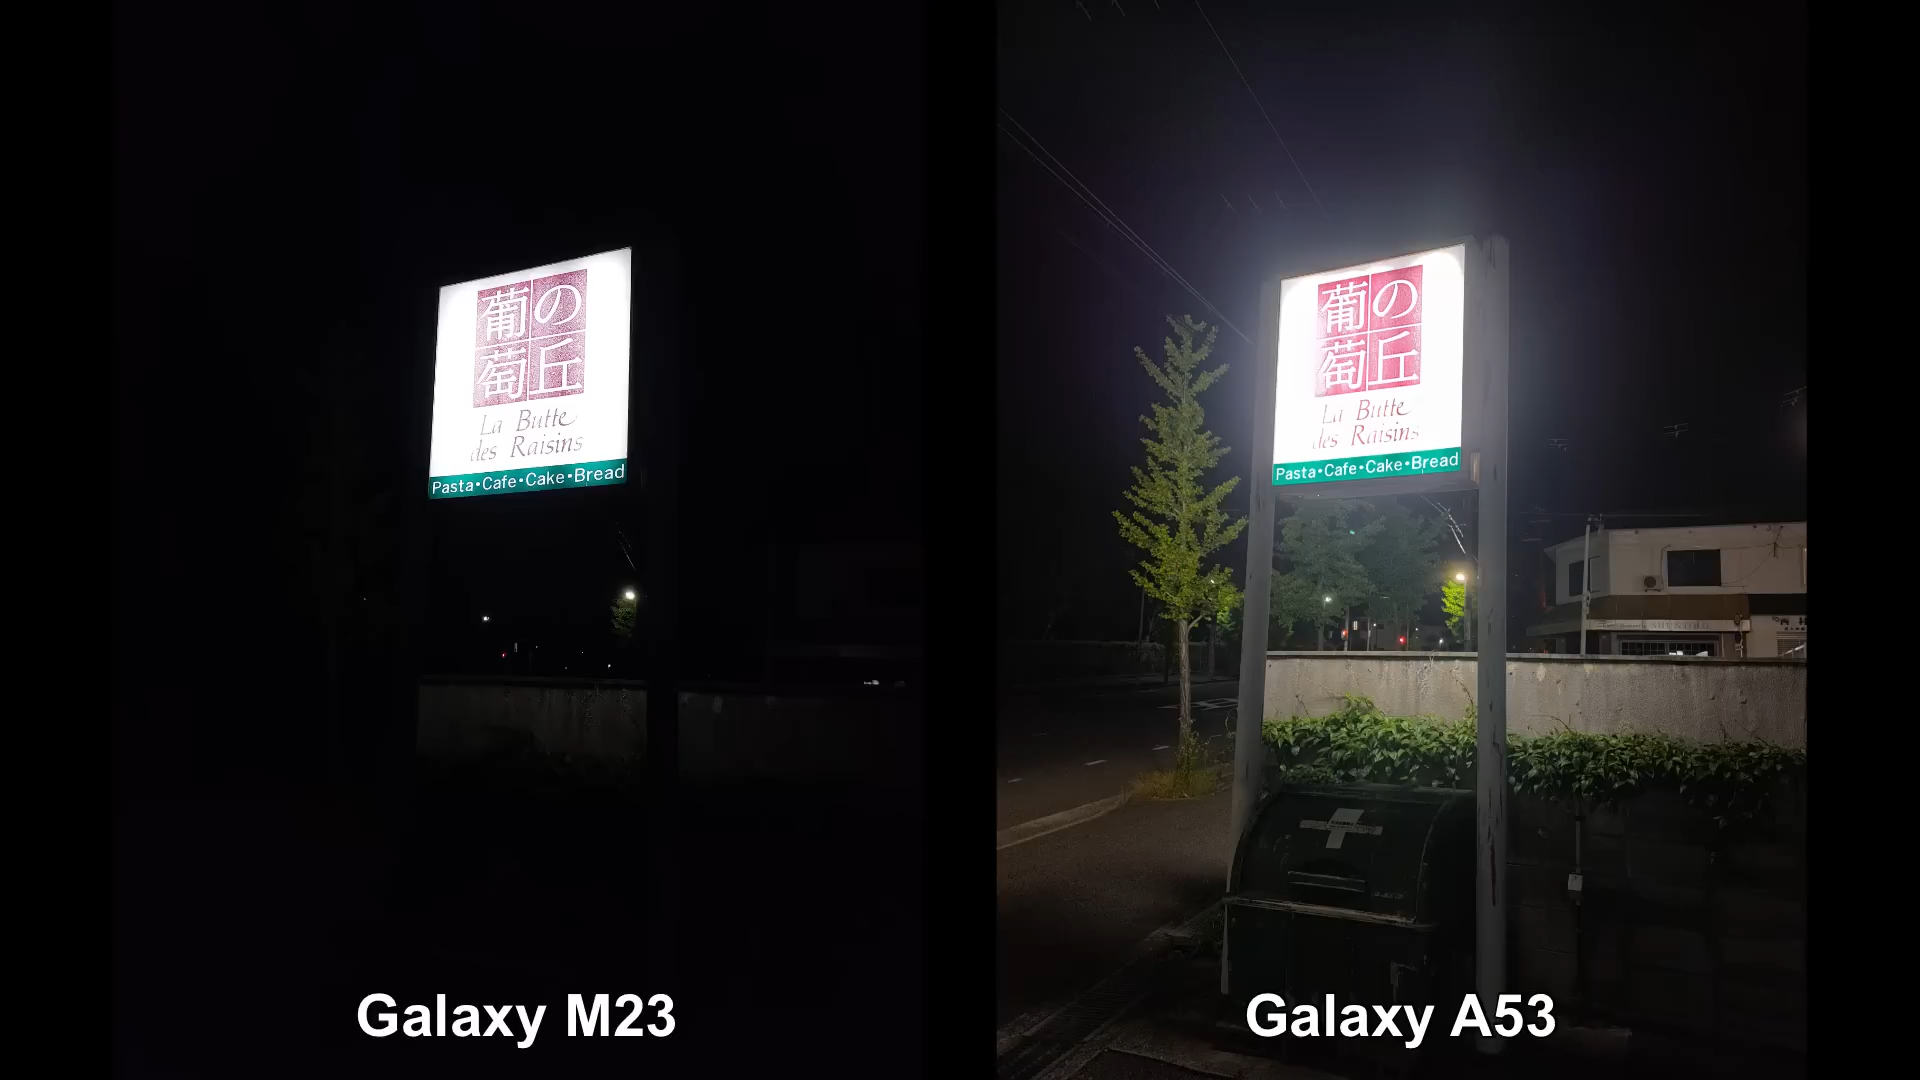 葡萄
の丘
La Butte
des Raisins
Pasta・Cafe・Cake・Bread
Galaxy M23
葡萄
の丘
La Butte
des Raisins
Pasta・Cafe・Cake・Bread
Galaxy A53